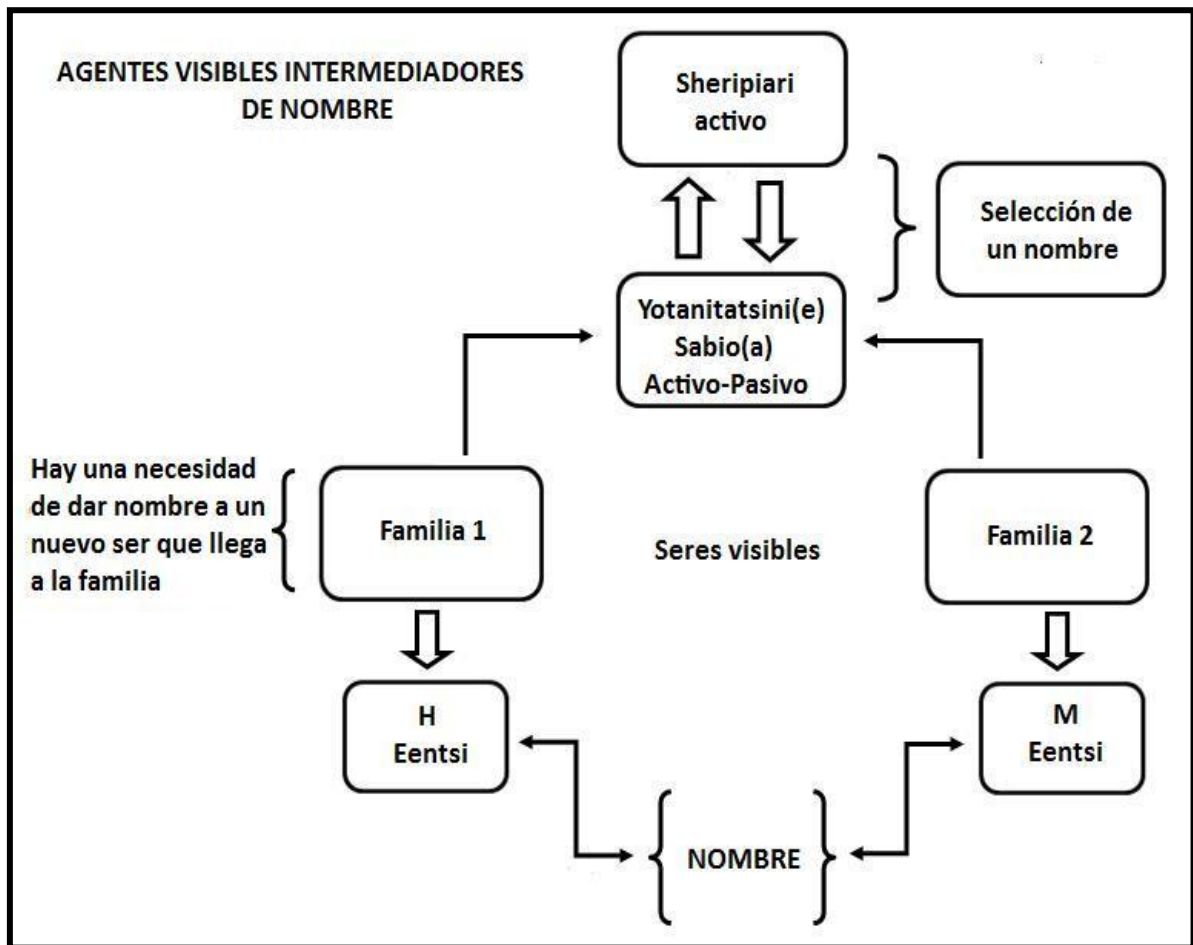 AGENTES VISIBLES INTERMEDIADORES
DE NOMBRE
Sheripiari
activo
Selección de
un nombre
Yotanitatsini(e)
Sabio(a)
Activo-Pasivo
Hay una necesidad
de dar nombre a un
nuevo ser que llega
a la familia
Familia 1
Seres visibles
Familia 2
H
Eentsi
M
Eentsi
NOMBRE